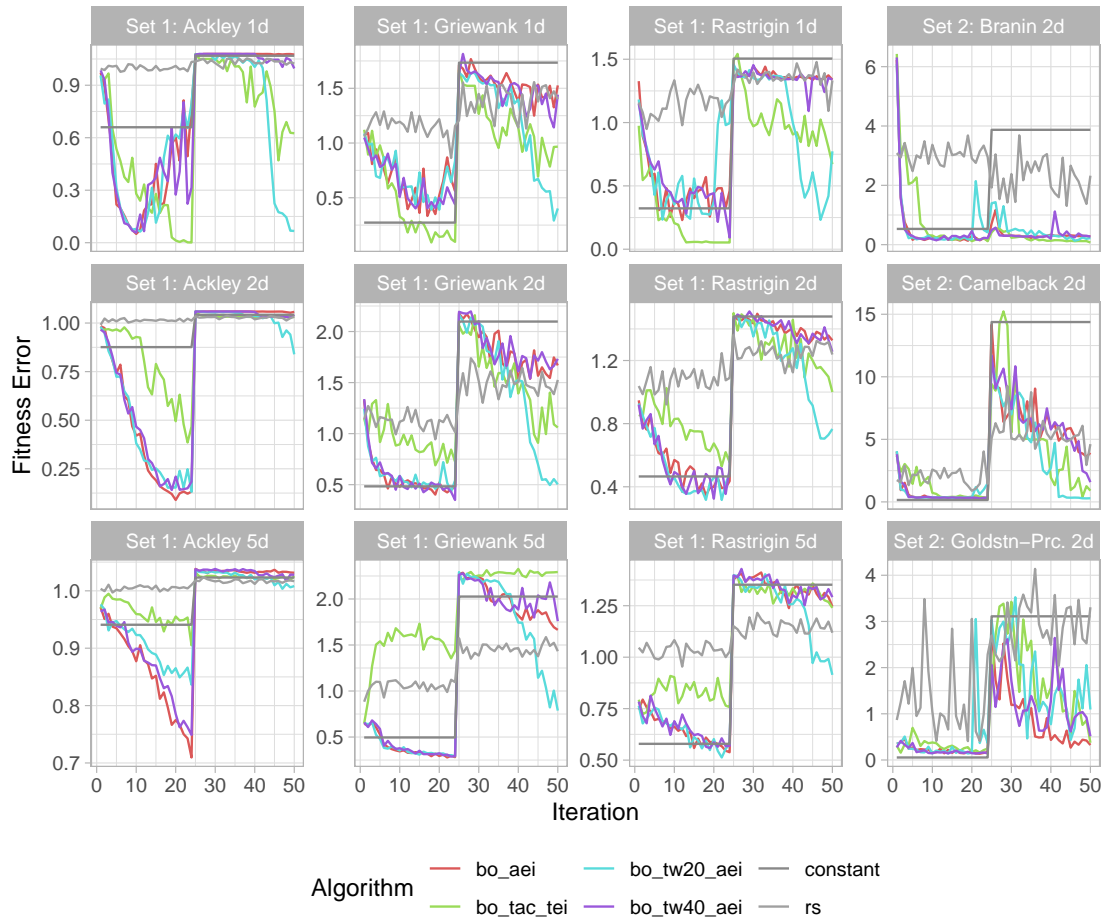 Set 1: Ackley 1d Set 1: Griewank 1d Set 1: Rastrigin 1d Set 2: Branin 2d
0.9 0.6 0.3 0.0
1.5 1.0 0.5
1.5 1.0 0.5 0.0
6 4 2 0
Set 1: Ackley 2d Set 1: Griewank 2d Set 1: Rastrigin 2d Set 2: Camelback 2d
1.00 0.75 0.50 0.25
2.0 1.5 1.0 0.5
1.2 0.8 0.4
15 10 5 0
Set 1: Ackley 5d Set 1: Griewank 5d Set 1: Rastrigin 5d Set 2: Goldstn−Prc. 2d
1.0 0.9 0.8 0.7
2.0 1.5 1.0 0.5
1.25 1.00 0.75 0.50
4 3 2 1 0
0 10 20 30 40 50 0 10 20 30 40 50 0 10 20 30 40 50 0 10 20 30 40 50
Fitness Error
Iteration
Algorithm
bo_aei bo_tw20_aei constant
bo_tac_tei bo_tw40_aei rs